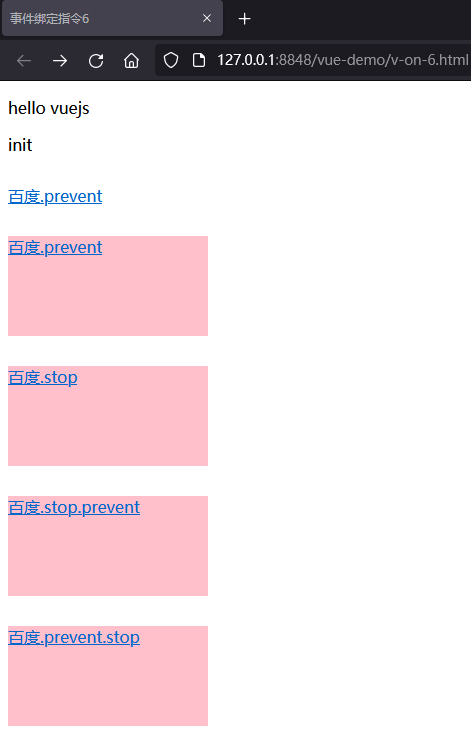 事件绑定指令6
127.0.0.1:8848/vue-demo/v-on-6.html
hello vuejs
init
百度.prevent
百度.prevent
百度.stop
百度.stop.prevent
百度.prevent.stop